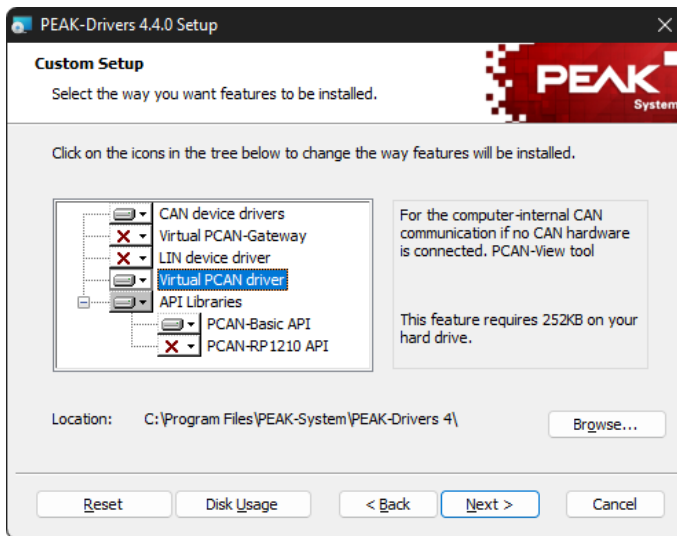 PEAK-Drivers 4.4.0 Setup
Custom Setup
Select the way you want features to be installed.
PEAK
System
Click on the icons in the tree below to change the way features will be installed.
CAN device drivers
Virtual PCAN-Gateway
LIN device driver
Virtual PCAN driver
API Libraries
PCAN-Basic API
PCAN-RP1210 API
For the computer-internal CAN
communication if no CAN hardware
is connected. PCAN-View tool
This feature requires 252KB on your
hard drive.
Location: C:\Program Files\PEAK-System\PEAK-Drivers 4\
Browse...
Reset Disk Usage < Back Next > Cancel